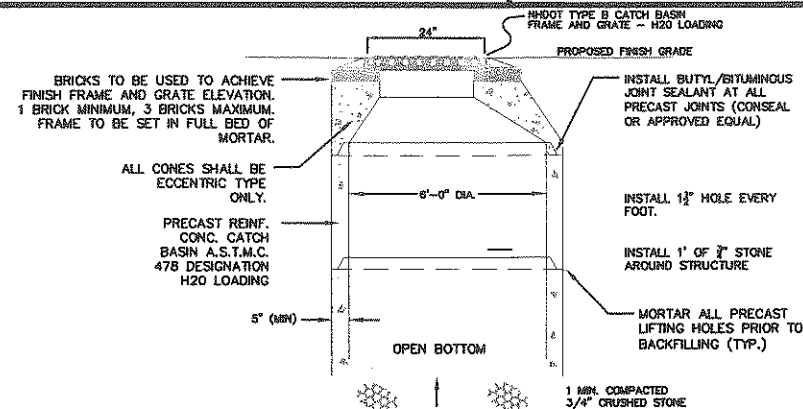 24"
NHDOT TYPE B CATCH BASIN
FRAME AND GRATE - H20 LOADING
PROPOSED FINISH GRADE
BRICKS TO BE USED TO ACHIEVE
FINISH FRAME AND GRATE ELEVATION.
1 BRICK MINIMUM, 3 BRICKS MAXIMUM.
FRAME TO BE SET IN FULL BED OF
MORTAR.
INSTALL BUTYL/BITUMINOUS
JOINT SEALANT AT ALL
PRECAST JOINTS (CONSEAL
OR APPROVED EQUAL)
ALL CONES SHALL BE
ECCENTRIC TYPE
ONLY.
6'-0" DIA.
INSTALL 1½" HOLE EVERY
FOOT.
PRECAST REINF.
CONC. CATCH
BASIN A.S.T.M.C.
478 DESIGNATION
H20 LOADING
INSTALL 1' OF STONE
AROUND STRUCTURE
5" (MIN)
MORTAR ALL PRECAST
LIFTING HOLES PRIOR TO
BACKFILLING (TYP.)
OPEN BOTTOM
1 MIN. COMPACTED
3/4" CRUSHED STONE